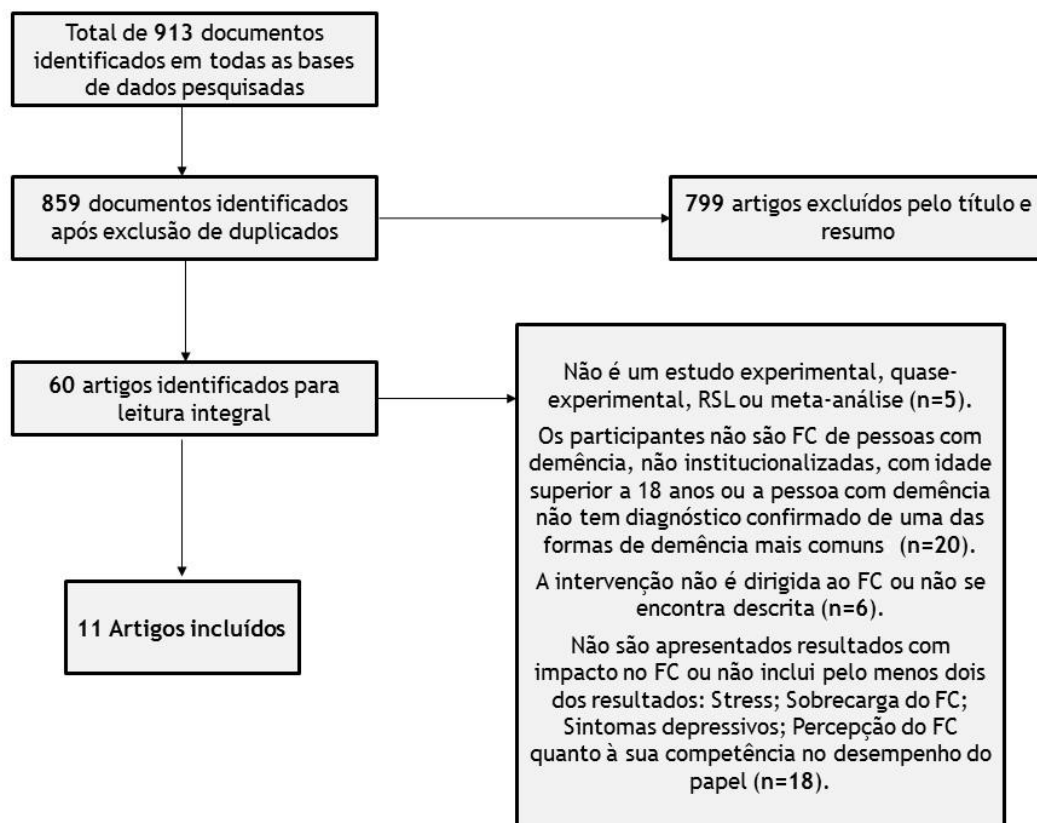 Total de 913 documentos
identificados em todas as bases
de dados pesquisadas
859 documentos identificados
após exclusão de duplicados
799 artigos excluídos pelo título e
resumo
60 artigos identificados para
leitura integral
Não é um estudo experimental, quase-
experimental, RSL ou meta-análise (n=5).
Os participantes não são FC de pessoas com
demência, não institucionalizadas, com idade
superior a 18 anos ou a pessoa com demência
não tem diagnóstico confirmado de uma das
formas de demência mais comuns (n=20).
A intervenção não é dirigida ao FC ou não se
encontra descrita (n=6).
Não são apresentados resultados com
impacto no FC ou não inclui pelo menos dois
dos resultados: Stress; Sobrecarga do FC;
Sintomas depressivos; Percepção do FC
quanto à sua competência no desempenho do
papel (n=18).
11 Artigos incluídos